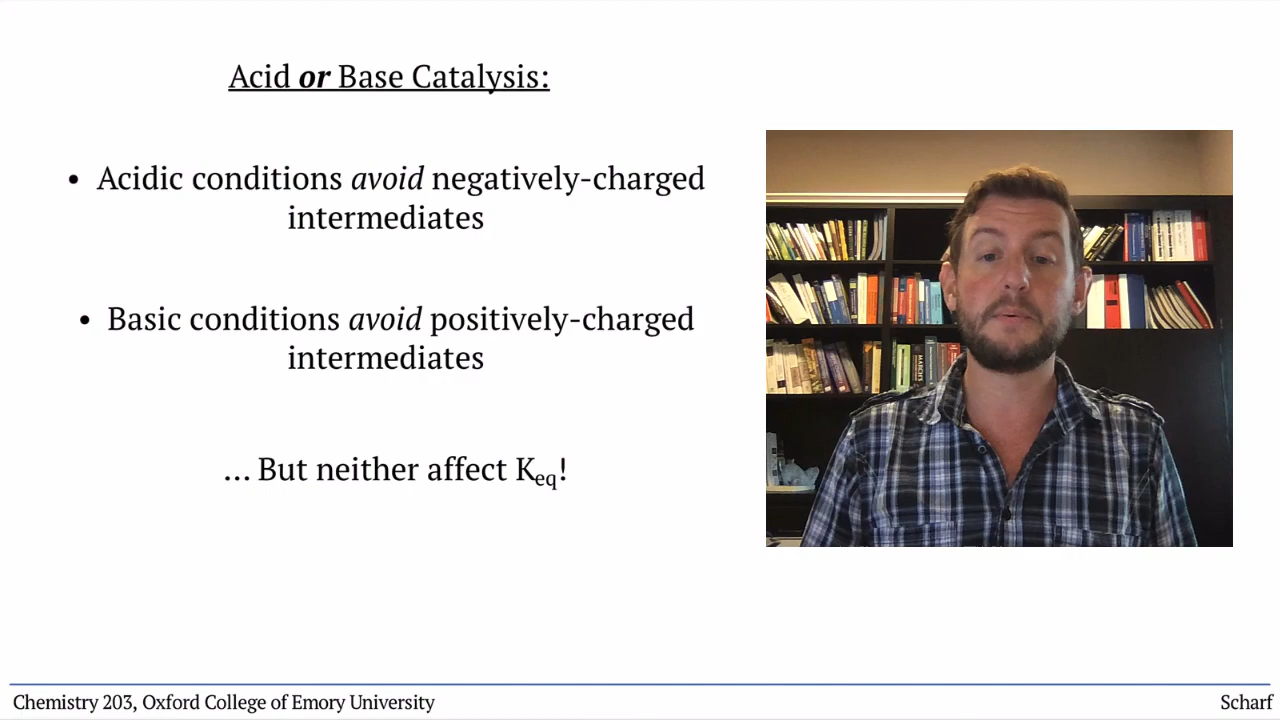 Acid or Base Catalysis:
• Acidic conditions avoid negatively-charged
intermediates
• Basic conditions avoid positively-charged
intermediates
... But neither affect Keq!
MARCH'S
Chemistry 203, Oxford College of Emory University
Scharf